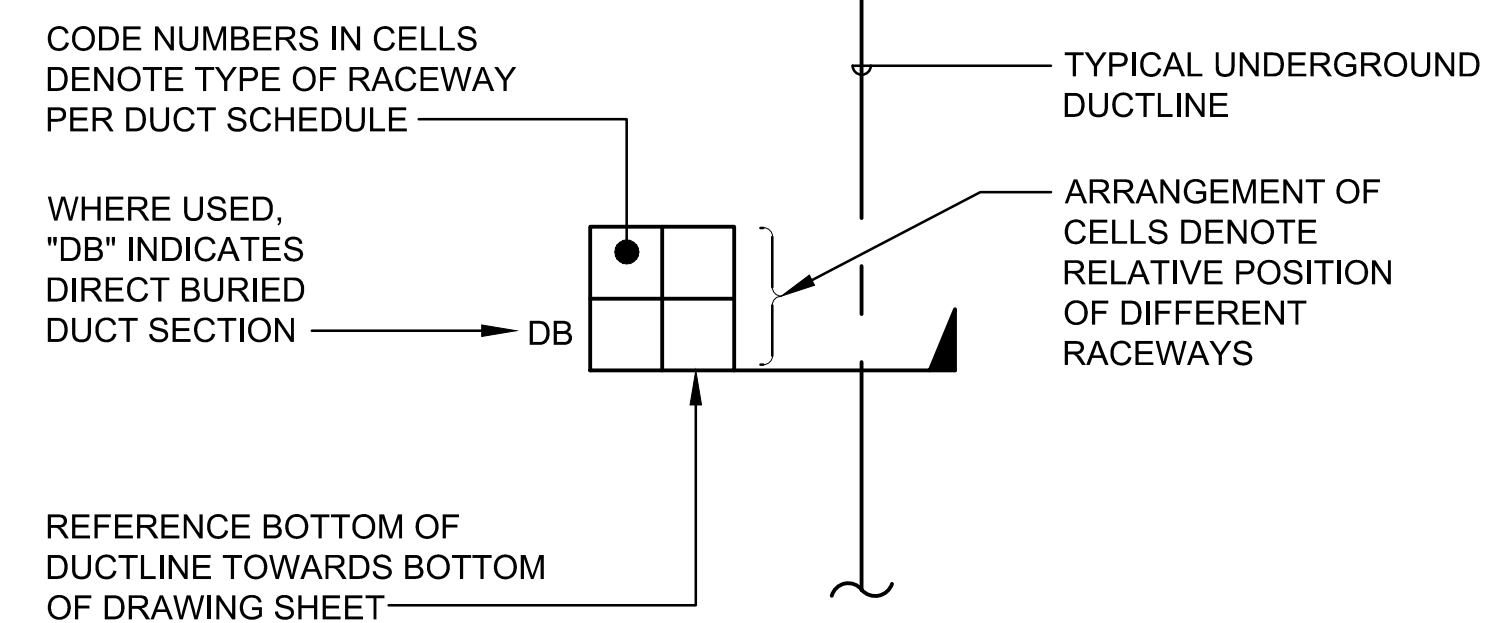 CODE NUMBERS IN CELLS
DENOTE TYPE OF RACEWAY
PER DUCT SCHEDULE
WHERE USED,
"DB" INDICATES
DIRECT BURIED
DUCT SECTION
DB
REFERENCE BOTTOM OF
DUCTLINE TOWARDS BOTTOM
OF DRAWING SHEET
TYPICAL UNDERGROUND
DUCTLINE
ARRANGEMENT OF
CELLS DENOTE
RELATIVE POSITION
OF DIFFERENT
RACEWAYS